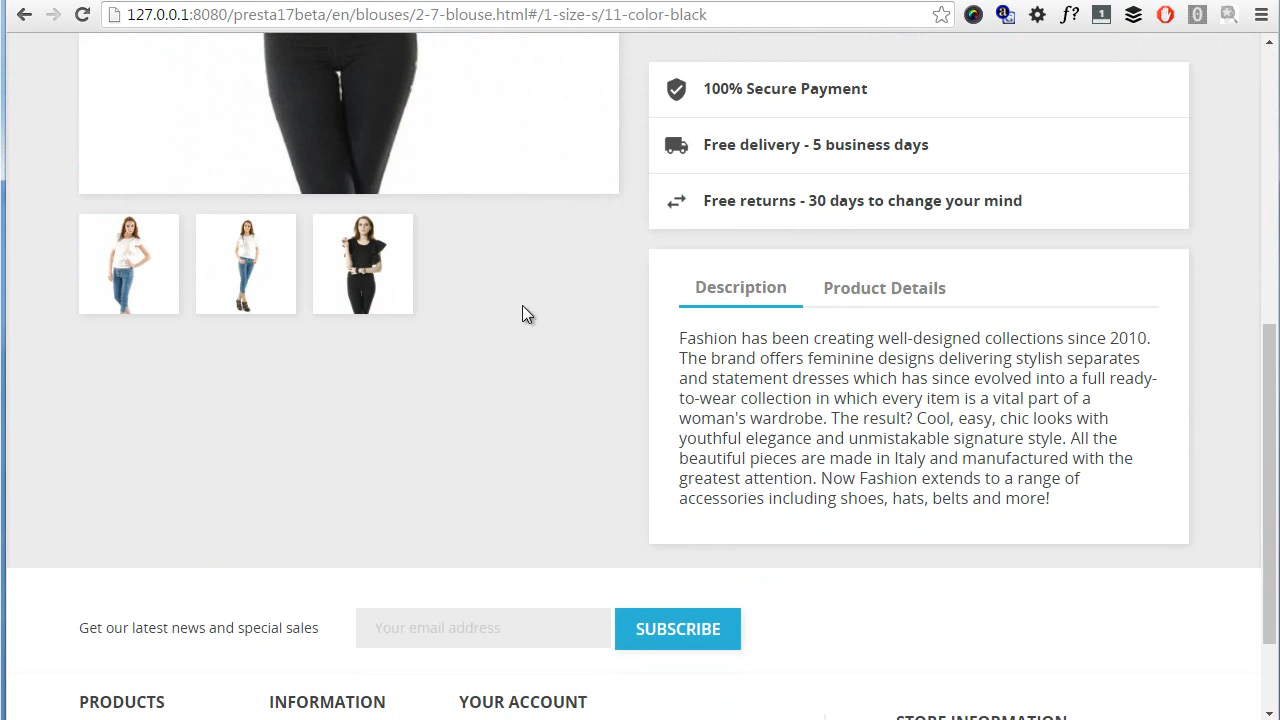 127.0.0.1:8080/presta17beta/en/blouses/2-7-blouse.html#/1-size-s/11-color-black
100% Secure Payment
Free delivery - 5 business days
Free returns - 30 days to change your mind
Description Product Details
Fashion has been creating well-designed collections since 2010.
The brand offers feminine designs delivering stylish separates
and statement dresses which has since evolved into a full ready-
to-wear collection in which every item is a vital part of a
woman's wardrobe. The result? Cool, easy, chic looks with
youthful elegance and unmistakable signature style. All the
beautiful pieces are made in Italy and manufactured with the
greatest attention. Now Fashion extends to a range of
accessories including shoes, hats, belts and more!
Get our latest news and special sales Your email address SUBSCRIBE
PRODUCTS INFORMATION YOUR ACCOUNT
STORE INFORMATION